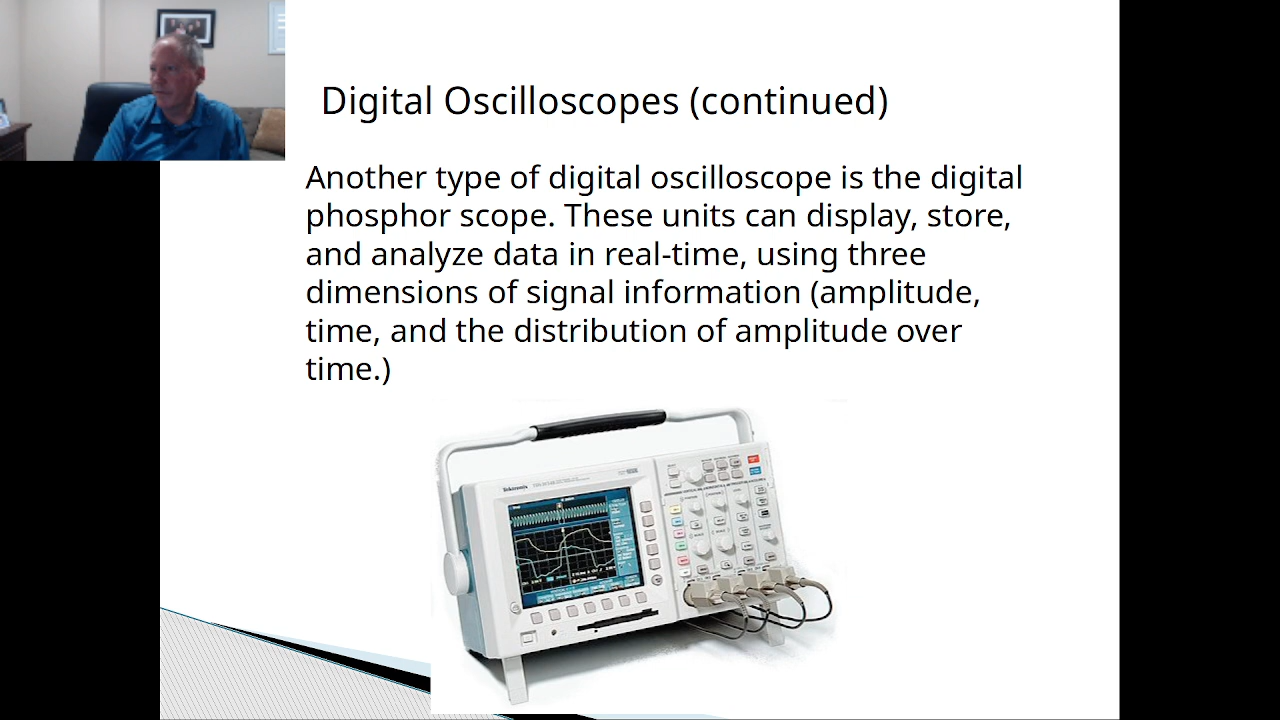 Digital Oscilloscopes (continued)
Another type of digital oscilloscope is the digital
phosphor scope. These units can display, store,
and analyze data in real-time, using three
dimensions of signal information (amplitude,
time, and the distribution of amplitude over
time.)
Tektronix